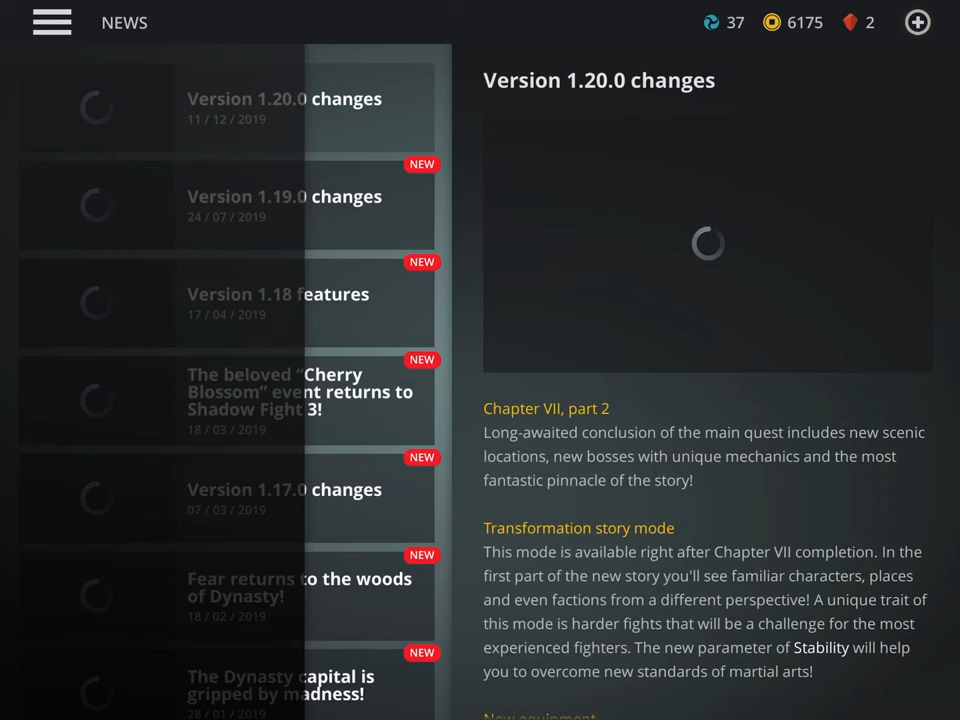 NEWS
37
6175
2
Version 1.20.0 changes
11 / 12 / 2019
NEW
Version 1.19.0 changes
24 / 07 / 2019
NEW
Version 1.18 features
17 / 04 / 2019
NEW
The beloved “Cherry
Blossom” event returns to
Shadow Fight 3!
18 / 03 / 2019
NEW
Version 1.17.0 changes
07 / 03 / 2019
NEW
Fear returns to the woods
of Dynasty!
18 / 02 / 2019
NEW
The Dynasty capital is
gripped by madness!
28 / 01 / 2019
Version 1.20.0 changes
Chapter VII, part 2
Long-awaited conclusion of the main quest includes new scenic
locations, new bosses with unique mechanics and the most
fantastic pinnacle of the story!
Transformation story mode
This mode is available right after Chapter VII completion. In the
first part of the new story you'll see familiar characters, places
and even factions from a different perspective! A unique trait of
this mode is harder fights that will be a challenge for the most
experienced fighters. The new parameter of Stability will help
you to overcome new standards of martial arts!
New equipment